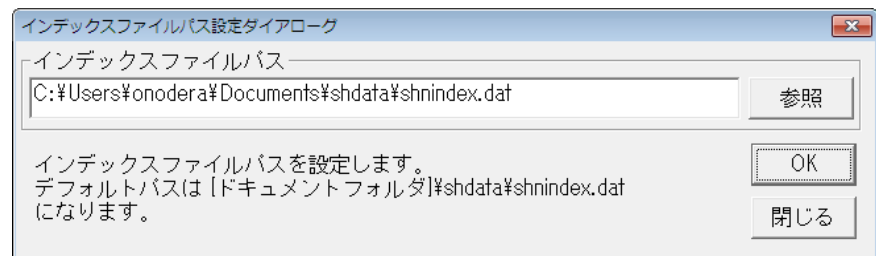 インデックスファイルパス設定ダイアローグ
インデックスファイルパス
C:¥Users¥onodera¥Documents¥shdata¥shnindex.dat
参照
インデックスファイルパスを設定します。
デフォルトパスは [ドキュメントフォルダ]¥shdata¥shnindex.dat
になります。
OK
閉じる